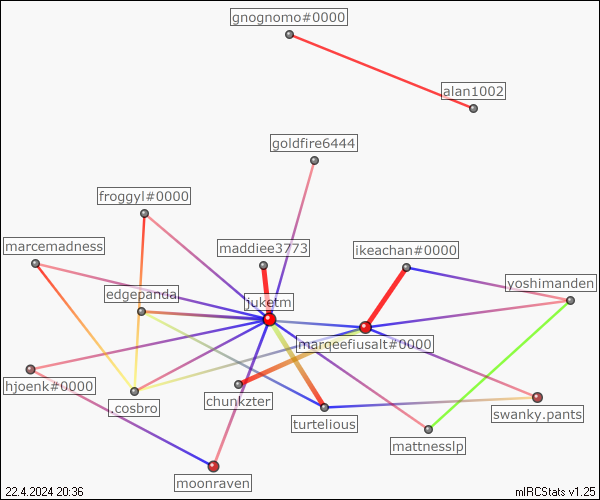 gnognomo#0000
alan1002
goldfire6444
froggyl#0000
marcemadness
maddiee3773
ikeachan#0000
yoshimanden
edgepanda
juketm
marqeefiusalt#0000
hjoenk#0000
.cosbro
chunkzter
turtelious
swanky.pants
mattnesslp
moonraven
22.4.2024 20:36
mIRCStats v1.25